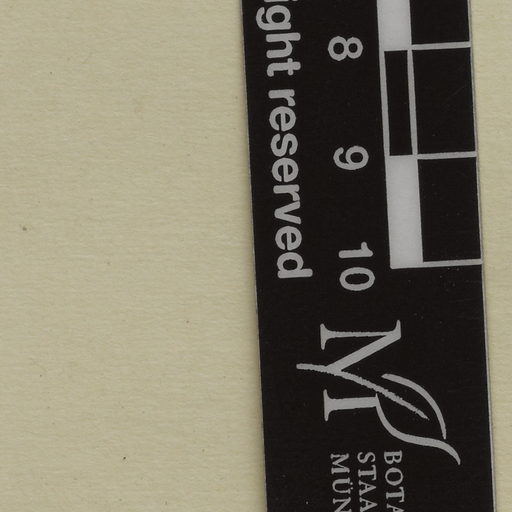 ight reserved
8
9
10
M
BOTA
STAA
MÜN